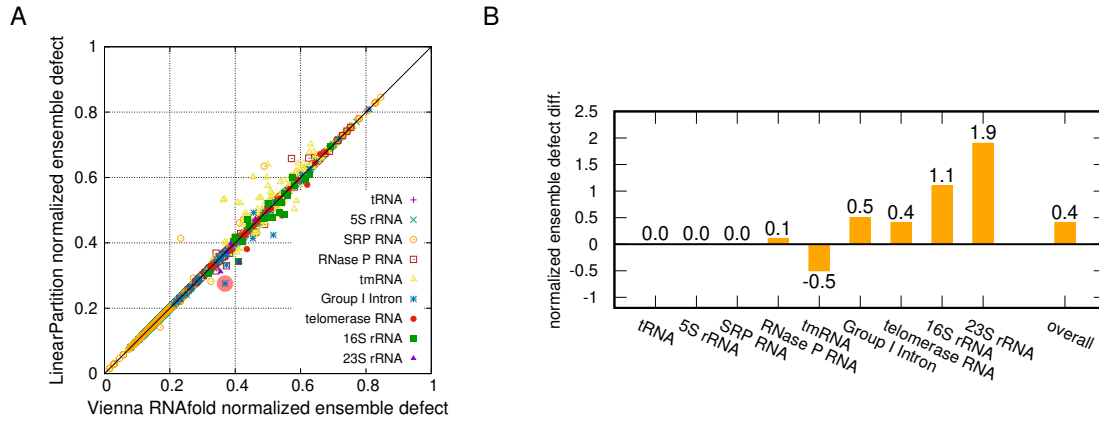 A
LinearPartition normalized ensemble defect
1
0.8
0.6
0.4
0.2
0
0
0.2
0.4
0.6
0.8
1
Vienna RNAfold normalized ensemble defect
tRNA
5S rRNA
SRP RNA
RNase P RNA
tmRNA
Group I Intron
telomerase RNA
16S rRNA
23S rRNA
B
normalized ensemble defect diff.
2.5
2
1.5
1
0.5
0
-0.5
-1
0.0
0.0
0.0
0.1
-0.5
0.5
0.4
1.1
1.9
0.4
tRNA
5S rRNA
SRP RNA
RNase P RNA
tmRNA
Group I Intron
telomerase RNA
16S rRNA
23S rRNA
overall